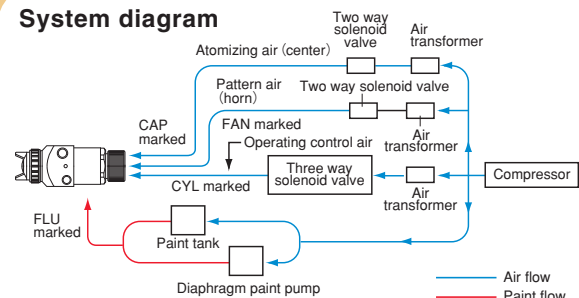 System diagram
Two way
solenoid
valve
Air
transformer
Atomizing air (center)
Pattern air
(horn)
Two way solenoid valve
CAP
marked
FAN marked
Air
transformer
Operating control air
Three way
solenoid valve
Compressor
CYL marked
Air
transformer
FLU
marked
Paint tank
Diaphragm paint pump
Air flow
Paint flow